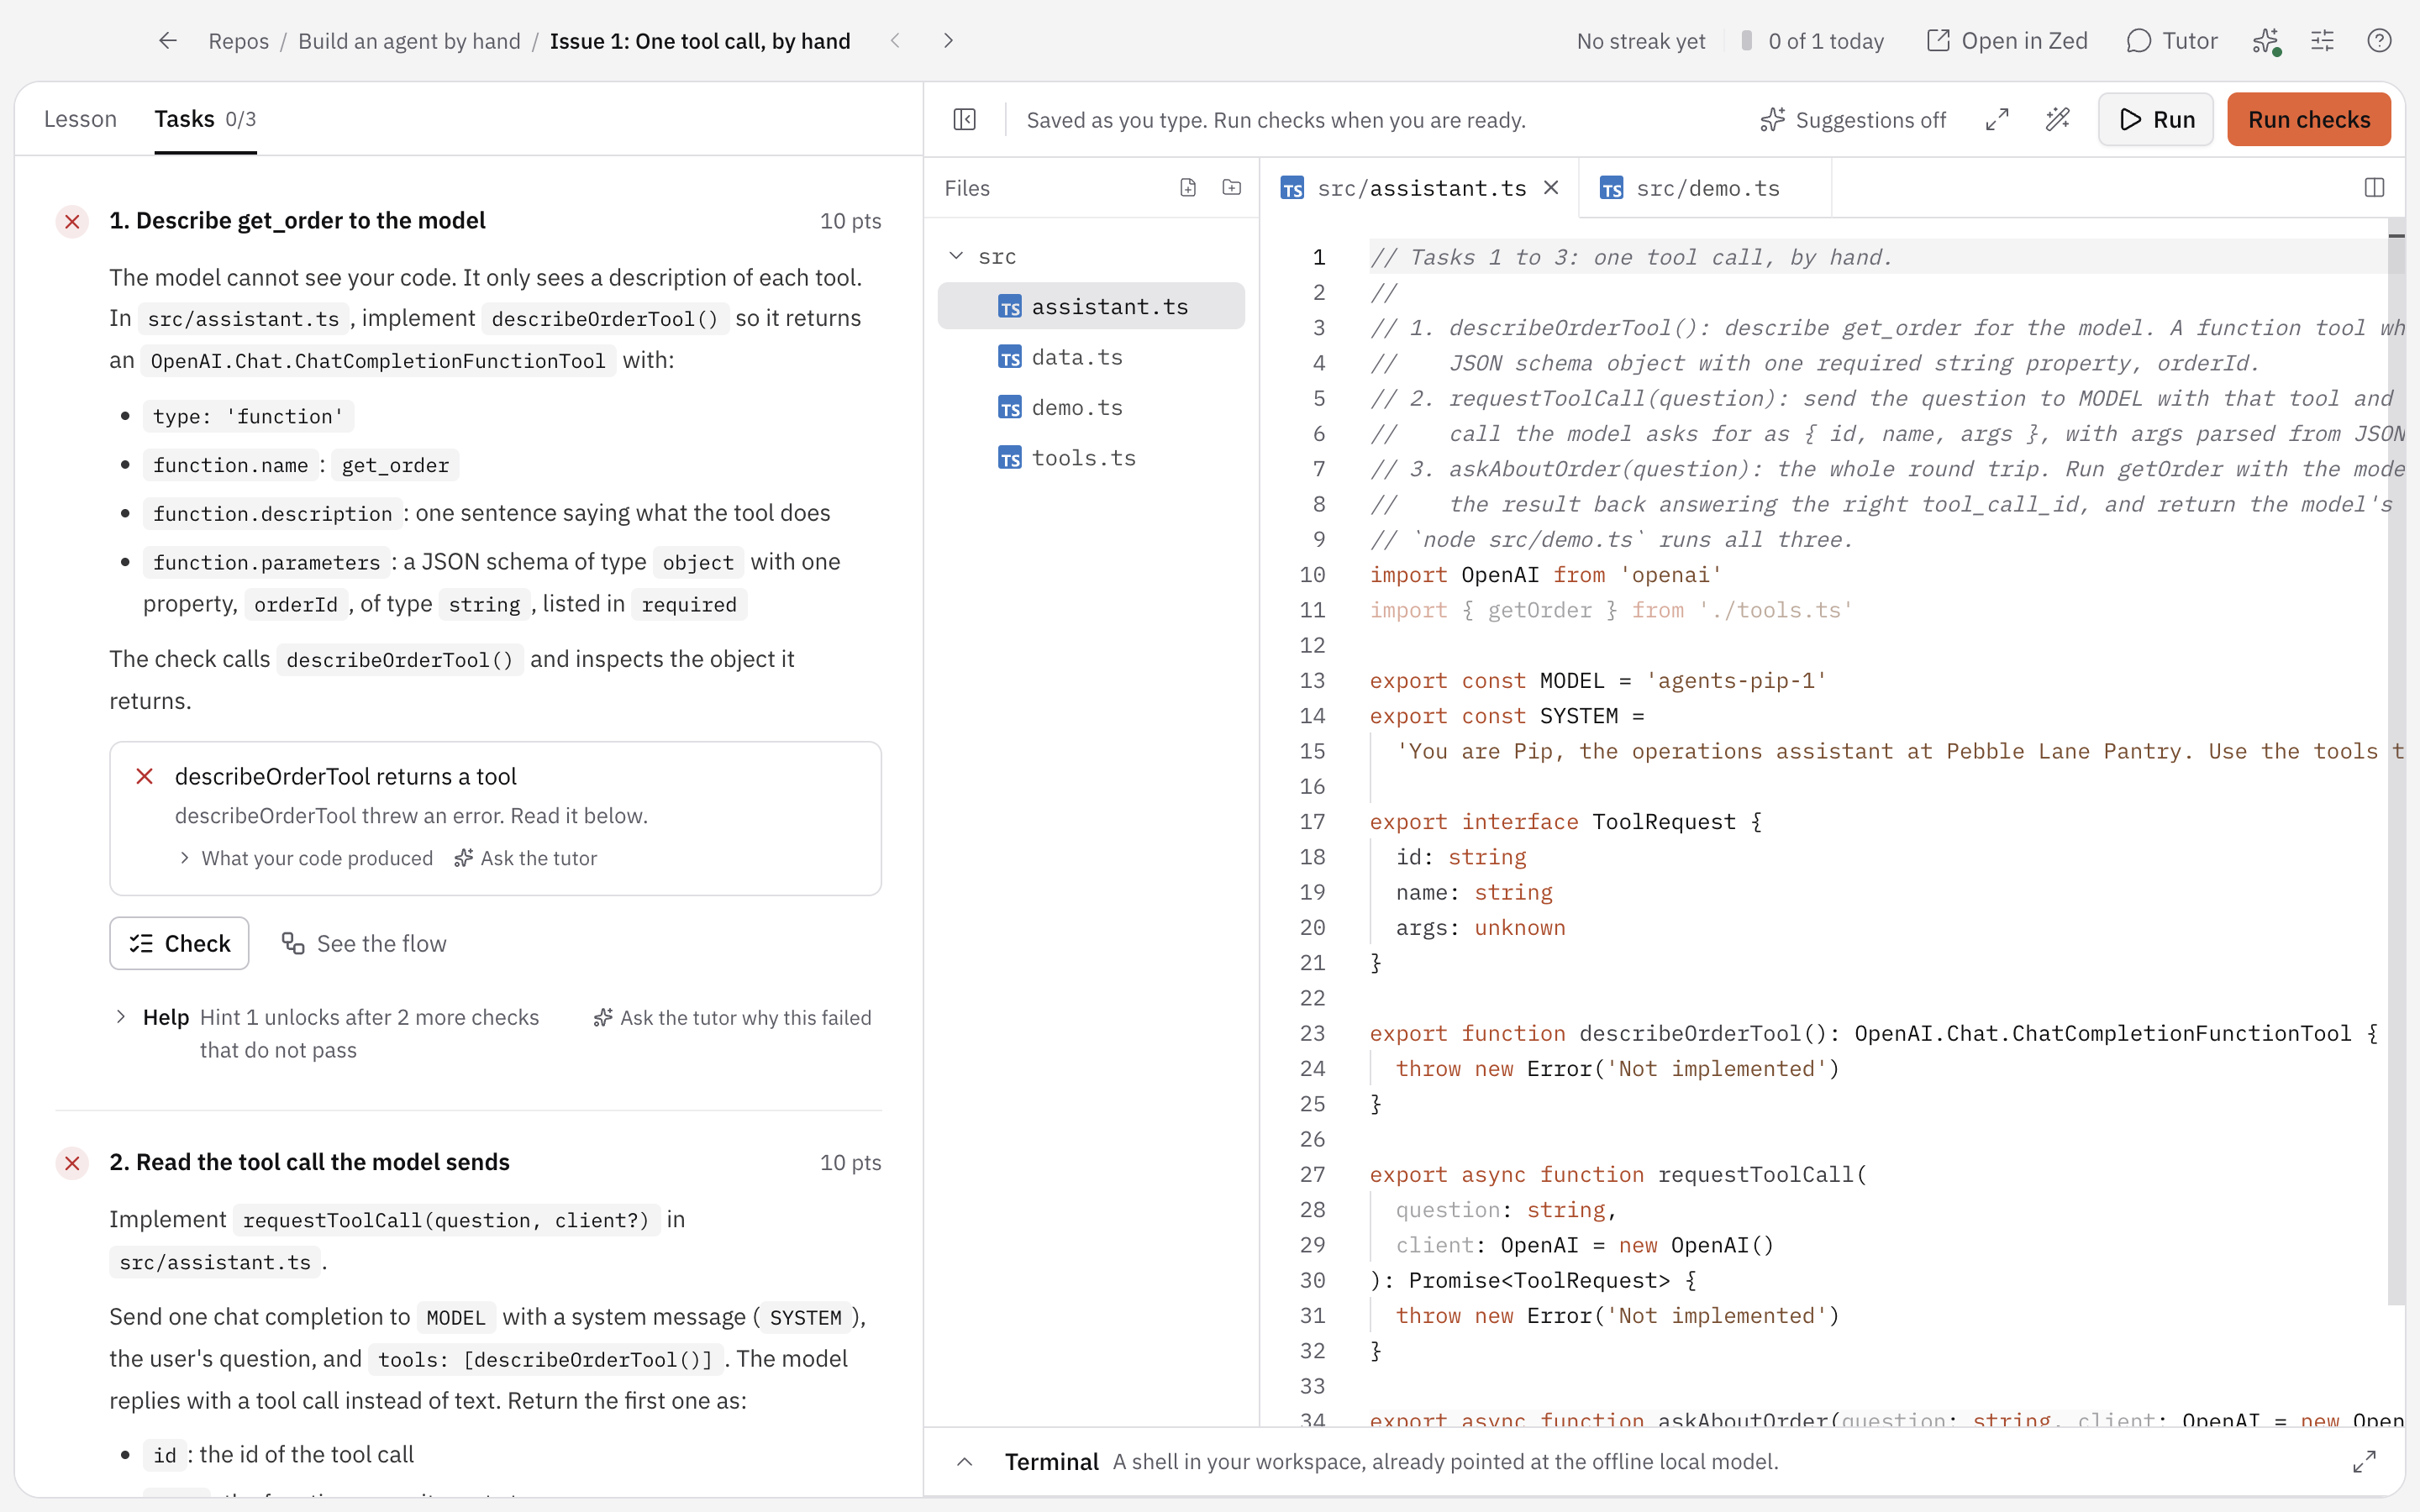 Repos / Build an agent by hand / Issue 1: One tool call, by hand
No streak yet
0 of 1 today
Open in Zed
Tutor
Lesson
Tasks 0/3
1. Describe get_order to the model
10 pts
The model cannot see your code. It only sees a description of each tool.
In src/assistant.ts, implement describeOrderTool() so it returns
an OpenAI.Chat.ChatCompletionFunctionTool with:
type: 'function'
function.name: get_order
function.description: one sentence saying what the tool does
function.parameters: a JSON schema of type object with one
property, orderId, of type string, listed in required
The check calls describeOrderTool() and inspects the object it
returns.
describeOrderTool returns a tool
describeOrderTool threw an error. Read it below.
What your code produced
Ask the tutor
Check
See the flow
Help Hint 1 unlocks after 2 more checks
that do not pass
Ask the tutor why this failed
2. Read the tool call the model sends
10 pts
Implement requestToolCall(question, client?) in
src/assistant.ts.
Send one chat completion to MODEL with a system message (SYSTEM),
the user's question, and tools: [describeOrderTool()]. The model
replies with a tool call instead of text. Return the first one as:
id: the id of the tool call
Saved as you type. Run checks when you are ready.
Suggestions off
Run
Run checks
Files
src
TS assistant.ts
TS data.ts
TS demo.ts
TS tools.ts
TS src/assistant.ts
TS src/demo.ts
1 // Tasks 1 to 3: one tool call, by hand.
2 //
3 // 1. describeOrderTool(): describe get_order for the model. A function tool wh
4 //    JSON schema object with one required string property, orderId.
5 // 2. requestToolCall(question): send the question to MODEL with that tool and
6 //    call the model asks for as { id, name, args }, with args parsed from JSON
7 // 3. askAboutOrder(question): the whole round trip. Run getOrder with the mode
8 //    the result back answering the right tool_call_id, and return the model's
9 // `node src/demo.ts` runs all three.
10 import OpenAI from 'openai'
11 import { getOrder } from './tools.ts'
12
13 export const MODEL = 'agents-pip-1'
14 export const SYSTEM =
15   'You are Pip, the operations assistant at Pebble Lane Pantry. Use the tools t
16
17 export interface ToolRequest {
18   id: string
19   name: string
20   args: unknown
21 }
22
23 export function describeOrderTool(): OpenAI.Chat.ChatCompletionFunctionTool {
24   throw new Error('Not implemented')
25 }
26
27 export async function requestToolCall(
28   question: string,
29   client: OpenAI = new OpenAI()
30 ): Promise<ToolRequest> {
31   throw new Error('Not implemented')
32 }
33
34 export async function askAboutOrder(question: string, client: OpenAI = new Open
Terminal A shell in your workspace, already pointed at the offline local model.